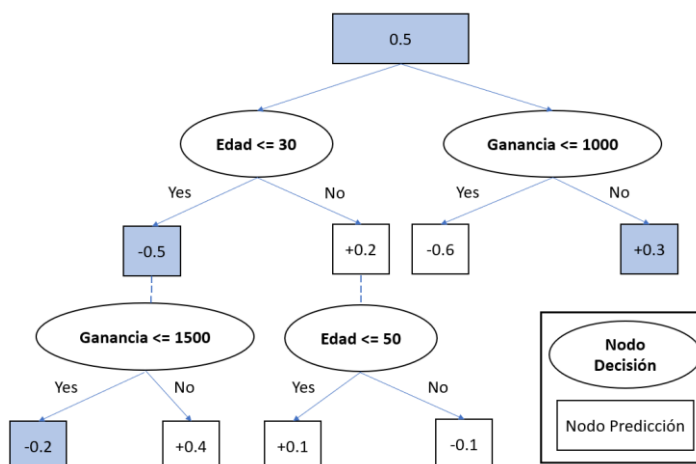 0.5
Edad <= 30
Ganancia <= 1000
Yes
No
Yes
No
-0.5
+0.2
-0.6
+0.3
Ganancia <= 1500
Edad <= 50
Nodo
Decisión
Yes
No
Yes
No
Nodo Predicción
-0.2
+0.4
+0.1
-0.1